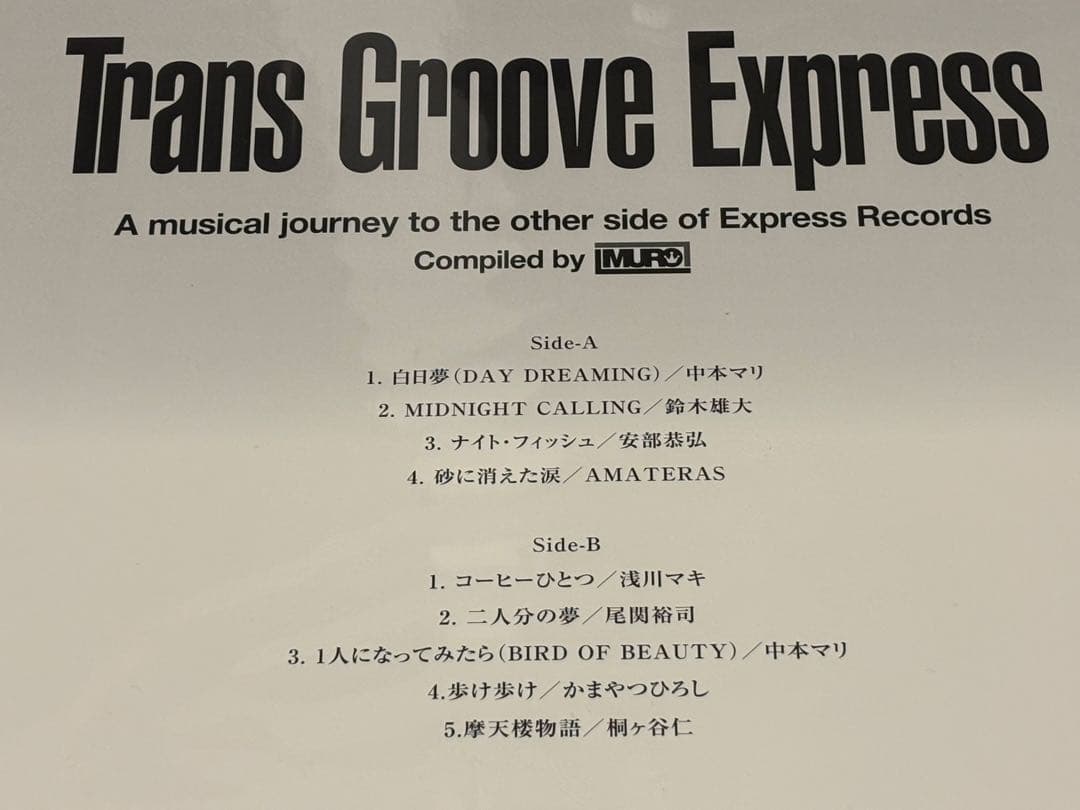 Trans Groove Express
A musical journey to the other side of Express Records
Compiled by MURO
Side-A
1. 白日夢(DAY DREAMING)／中本マリ
2. MIDNIGHT CALLING／鈴木雄大
3. ナイト・フィッシュ／安部恭弘
4. 砂に消えた涙／AMATERAS
Side-B
1. コーヒーひとつ／浅川マキ
2. 二人分の夢／尾関裕司
3. 1人になってみたら(BIRD OF BEAUTY)／中本マリ
4.歩け歩け／かまやつひろし
5.摩天楼物語／桐ヶ谷仁